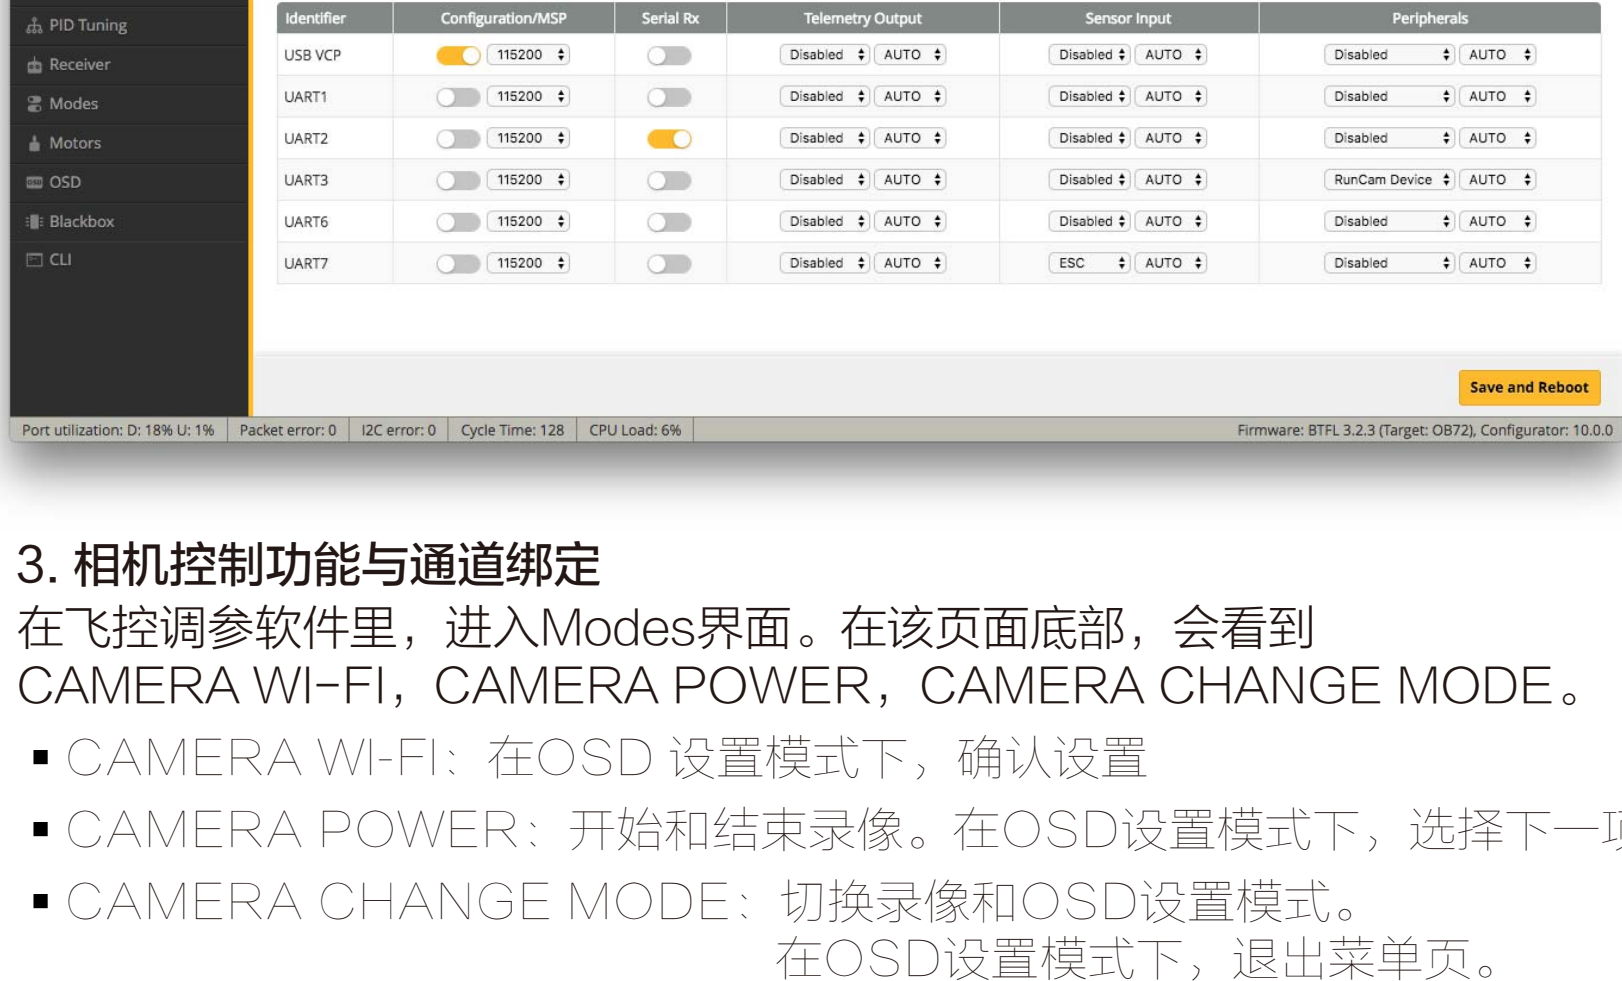 PID Tuning
Receiver
Modes
Motors
OSD
Blackbox
CLI
Identifier Configuration/MSP Serial Rx Telemetry Output Sensor Input Peripherals
USB VCP 115200 Disabled AUTO Disabled AUTO Disabled AUTO
UART1 115200 Disabled AUTO Disabled AUTO Disabled AUTO
UART2 115200 Disabled AUTO Disabled AUTO Disabled AUTO
UART3 115200 Disabled AUTO Disabled AUTO RunCam Device AUTO
UART6 115200 Disabled AUTO Disabled AUTO Disabled AUTO
UART7 115200 Disabled AUTO ESC AUTO Disabled AUTO
Save and Reboot
Port utilization: D: 18% U: 1% Packet error: 0 I2C error: 0 Cycle Time: 128 CPU Load: 6% Firmware: BTFL 3.2.3 (Target: OB72), Configurator: 10.0.0
3. 相机控制功能与通道绑定
在飞控调参软件里，进入Modes界面。在该页面底部，会看到
CAMERA WI-FI，CAMERA POWER，CAMERA CHANGE MODE。
▪ CAMERA WI-FI：在OSD 设置模式下，确认设置
▪ CAMERA POWER：开始和结束录像。在OSD设置模式下，选择下一
▪ CAMERA CHANGE MODE：切换录像和OSD设置模式。
在OSD设置模式下，退出菜单页。